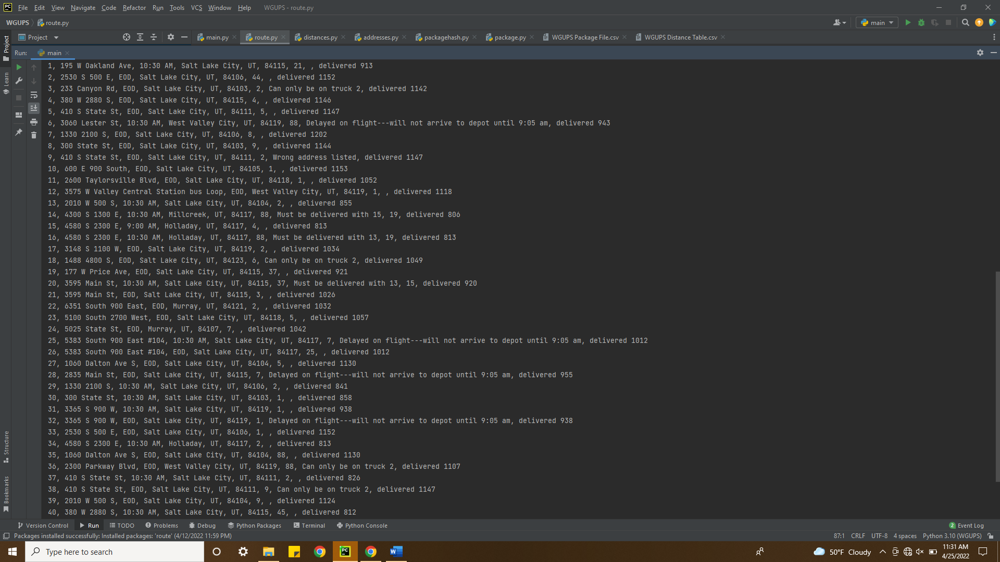 File Edit View Navigate Code Refactor Run Tools VCS Window Help WGUPS - route.py
WGUPS route.py main
Project main.py route.py distances.py addresses.py packagehash.py package.py WGUPS Package File.csv WGUPS Distance Table.csv
Run: main
1, 195 W Oakland Ave, 10:30 AM, Salt Lake City, UT, 84115, 21, , delivered 913
2, 2530 S 500 E, EOD, Salt Lake City, UT, 84106, 44, , delivered 1152
3, 233 Canyon Rd, EOD, Salt Lake City, UT, 84103, 2, Can only be on truck 2, delivered 1142
4, 380 W 2880 S, EOD, Salt Lake City, UT, 84115, 4, , delivered 1146
5, 410 S State St, EOD, Salt Lake City, UT, 84111, 5, , delivered 1147
6, 3060 Lester St, 10:30 AM, West Valley City, UT, 84119, 88, Delayed on flight---will not arrive to depot until 9:05 am, delivered 943
7, 1330 2100 S, EOD, Salt Lake City, UT, 84106, 8, , delivered 1202
8, 300 State St, EOD, Salt Lake City, UT, 84103, 9, , delivered 1144
9, 410 S State St, EOD, Salt Lake City, UT, 84111, 2, Wrong address listed, delivered 1147
10, 600 E 900 South, EOD, Salt Lake City, UT, 84105, 1, , delivered 1153
11, 2600 Taylorsville Blvd, EOD, Salt Lake City, UT, 84118, 1, , delivered 1052
12, 3575 W Valley Central Station bus Loop, EOD, West Valley City, UT, 84119, 1, , delivered 1118
13, 2010 W 500 S, 10:30 AM, Salt Lake City, UT, 84104, 2, , delivered 855
14, 4300 S 1300 E, 10:30 AM, Millcreek, UT, 84117, 88, Must be delivered with 15, 19, delivered 806
15, 4580 S 2300 E, 9:00 AM, Holladay, UT, 84117, 4, , delivered 813
16, 4580 S 2300 E, 10:30 AM, Holladay, UT, 84117, 88, Must be delivered with 13, 19, delivered 813
17, 3148 S 1100 W, EOD, Salt Lake City, UT, 84119, 2, , delivered 1034
18, 1488 4800 S, EOD, Salt Lake City, UT, 84123, 6, Can only be on truck 2, delivered 1049
19, 177 W Price Ave, EOD, Salt Lake City, UT, 84115, 37, , delivered 921
20, 3595 Main St, 10:30 AM, Salt Lake City, UT, 84115, 37, Must be delivered with 13, 15, delivered 920
21, 3595 Main St, EOD, Salt Lake City, UT, 84115, 3, , delivered 1026
22, 6351 South 900 East, EOD, Murray, UT, 84121, 2, , delivered 1032
23, 5100 South 2700 West, EOD, Salt Lake City, UT, 84118, 5, , delivered 1057
24, 5025 State St, EOD, Murray, UT, 84107, 7, , delivered 1042
25, 5383 South 900 East #104, 10:30 AM, Salt Lake City, UT, 84117, 7, Delayed on flight---will not arrive to depot until 9:05 am, delivered 1012
26, 5383 South 900 East #104, EOD, Salt Lake City, UT, 84117, 25, , delivered 1012
27, 1060 Dalton Ave S, EOD, Salt Lake City, UT, 84104, 5, , delivered 1130
28, 2835 Main St, EOD, Salt Lake City, UT, 84115, 7, Delayed on flight---will not arrive to depot until 9:05 am, delivered 955
29, 1330 2100 S, 10:30 AM, Salt Lake City, UT, 84106, 2, , delivered 841
30, 300 State St, 10:30 AM, Salt Lake City, UT, 84103, 1, , delivered 858
31, 3365 S 900 W, 10:30 AM, Salt Lake City, UT, 84119, 1, , delivered 938
32, 3365 S 900 W, EOD, Salt Lake City, UT, 84119, 1, Delayed on flight---will not arrive to depot until 9:05 am, delivered 938
33, 2530 S 500 E, EOD, Salt Lake City, UT, 84106, 1, , delivered 1152
34, 4580 S 2300 E, 10:30 AM, Holladay, UT, 84117, 2, , delivered 813
35, 1060 Dalton Ave S, EOD, Salt Lake City, UT, 84104, 88, , delivered 1130
36, 2300 Parkway Blvd, EOD, West Valley City, UT, 84119, 88, Can only be on truck 2, delivered 1107
37, 410 S State St, 10:30 AM, Salt Lake City, UT, 84111, 2, , delivered 826
38, 410 S State St, EOD, Salt Lake City, UT, 84111, 9, Can only be on truck 2, delivered 1147
39, 2010 W 500 S, EOD, Salt Lake City, UT, 84104, 9, , delivered 1124
40, 380 W 2880 S, 10:30 AM, Salt Lake City, UT, 84115, 45, , delivered 812
Project
Learn
Structure
Bookmarks
Version Control Run TODO Problems Debug Python Packages Terminal Python Console 2 Event Log
Packages installed successfully: Installed packages: 'route' (4/12/2022 11:59 PM) 87:1 CRLF UTF-8 4 spaces Python 3.10 (WGUPS)
Type here to search 50°F Cloudy 11:31 AM
4/25/2022